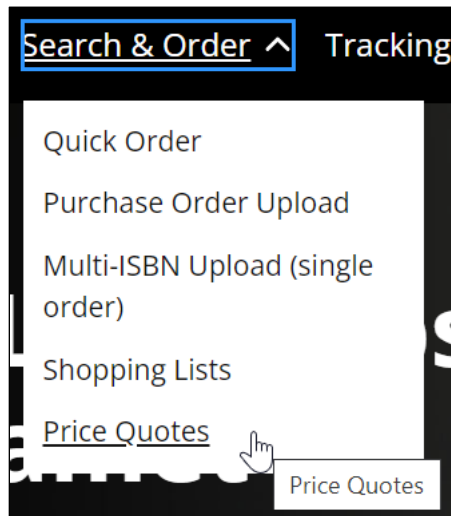 Search & Order Tracking
Quick Order
Purchase Order Upload
Multi-ISBN Upload (single
order)
Shopping Lists
Price Quotes
Price Quotes